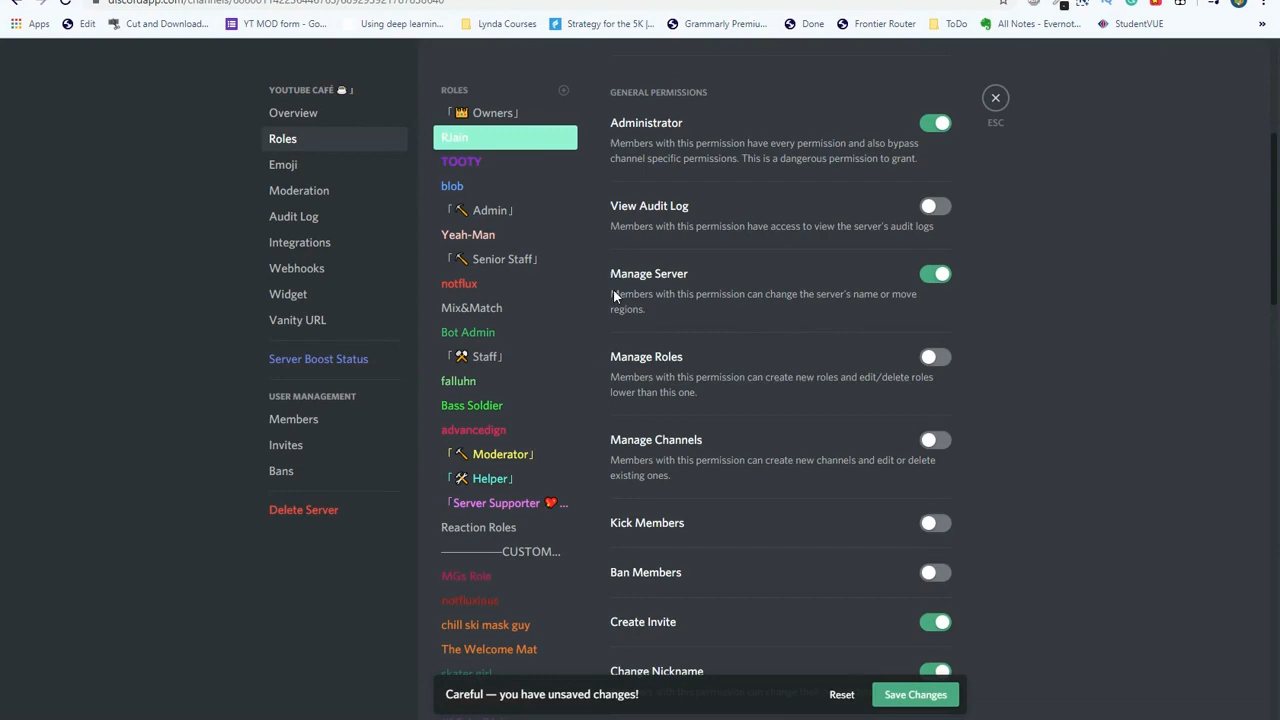 Apps
Edit
Cut and Download...
YT MOD form - Go...
Using deep learnin...
Lynda Courses
Strategy for the 5K |...
Grammarly Premiu...
Done
Frontier Router
ToDo
All Notes - Evernot...
StudentVUE
»
YOUTUBE CAFÉ ☕ 」
Overview
Roles
Emoji
Moderation
Audit Log
Integrations
Webhooks
Widget
Vanity URL
Server Boost Status
USER MANAGEMENT
Members
Invites
Bans
Delete Server
ROLES
「👑 Owners」
RJain
TOOTY
blob
「🔨 Admin」
Yeah-Man
「🔨 Senior Staff」
notflux
Mix&Match
Bot Admin
「⚒ Staff」
falluhn
Bass Soldier
advancedign
「🔨 Moderator」
「🛠 Helper」
「Server Supporter 💖...
Reaction Roles
——————CUSTOM...
MGs Role
notfluxious
chill ski mask guy
The Welcome Mat
skater girl
GENERAL PERMISSIONS
Administrator
Members with this permission have every permission and also bypass
channel specific permissions. This is a dangerous permission to grant.
View Audit Log
Members with this permission have access to view the server's audit logs
Manage Server
Members with this permission can change the server's name or move
regions.
Manage Roles
Members with this permission can create new roles and edit/delete roles
lower than this one.
Manage Channels
Members with this permission can create new channels and edit or delete
existing ones.
Kick Members
Ban Members
Create Invite
Change Nickname
ESC
Careful — you have unsaved changes!
Reset
Save Changes